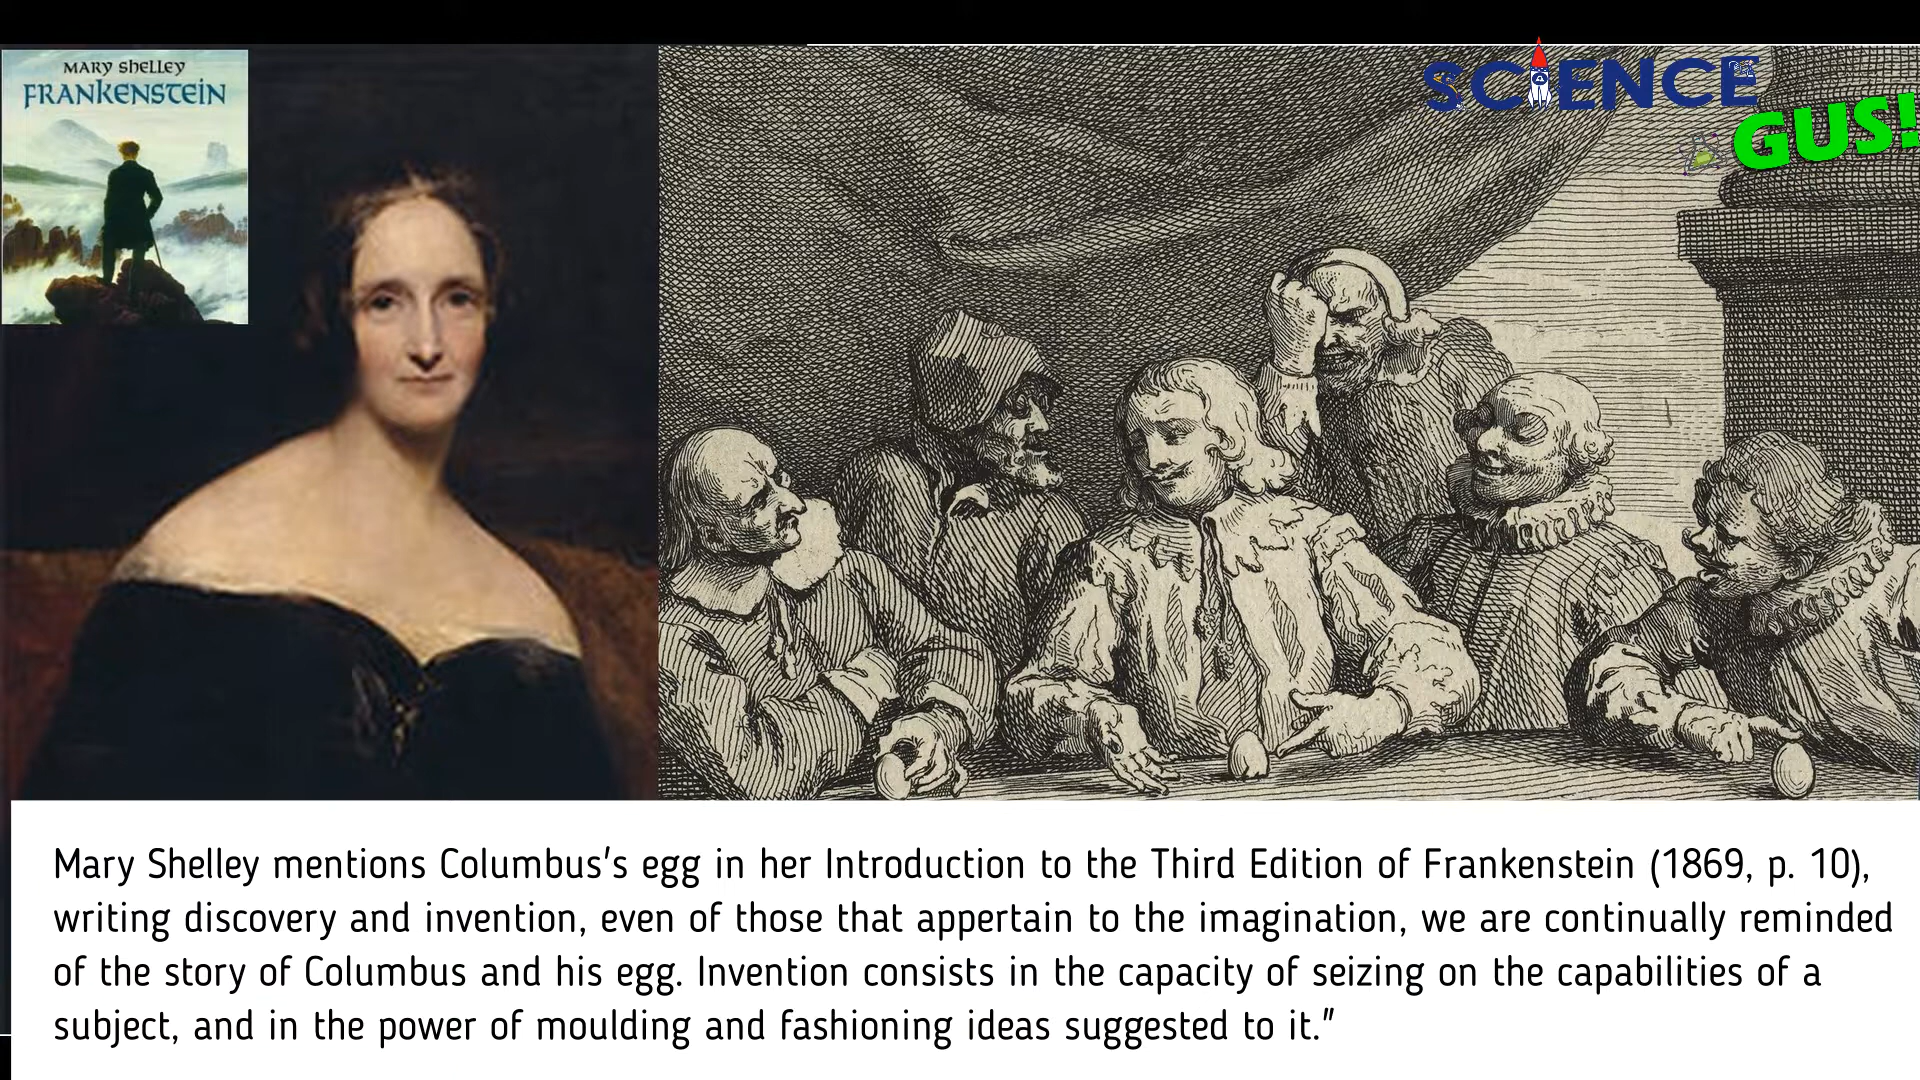 MARY SHELLEY
FRANKENSTEIN
SCIENCE
GUS!
Mary Shelley mentions Columbus's egg in her Introduction to the Third Edition of Frankenstein (1869, p. 10),
writing discovery and invention, even of those that appertain to the imagination, we are continually reminded
of the story of Columbus and his egg. Invention consists in the capacity of seizing on the capabilities of a
subject, and in the power of moulding and fashioning ideas suggested to it."